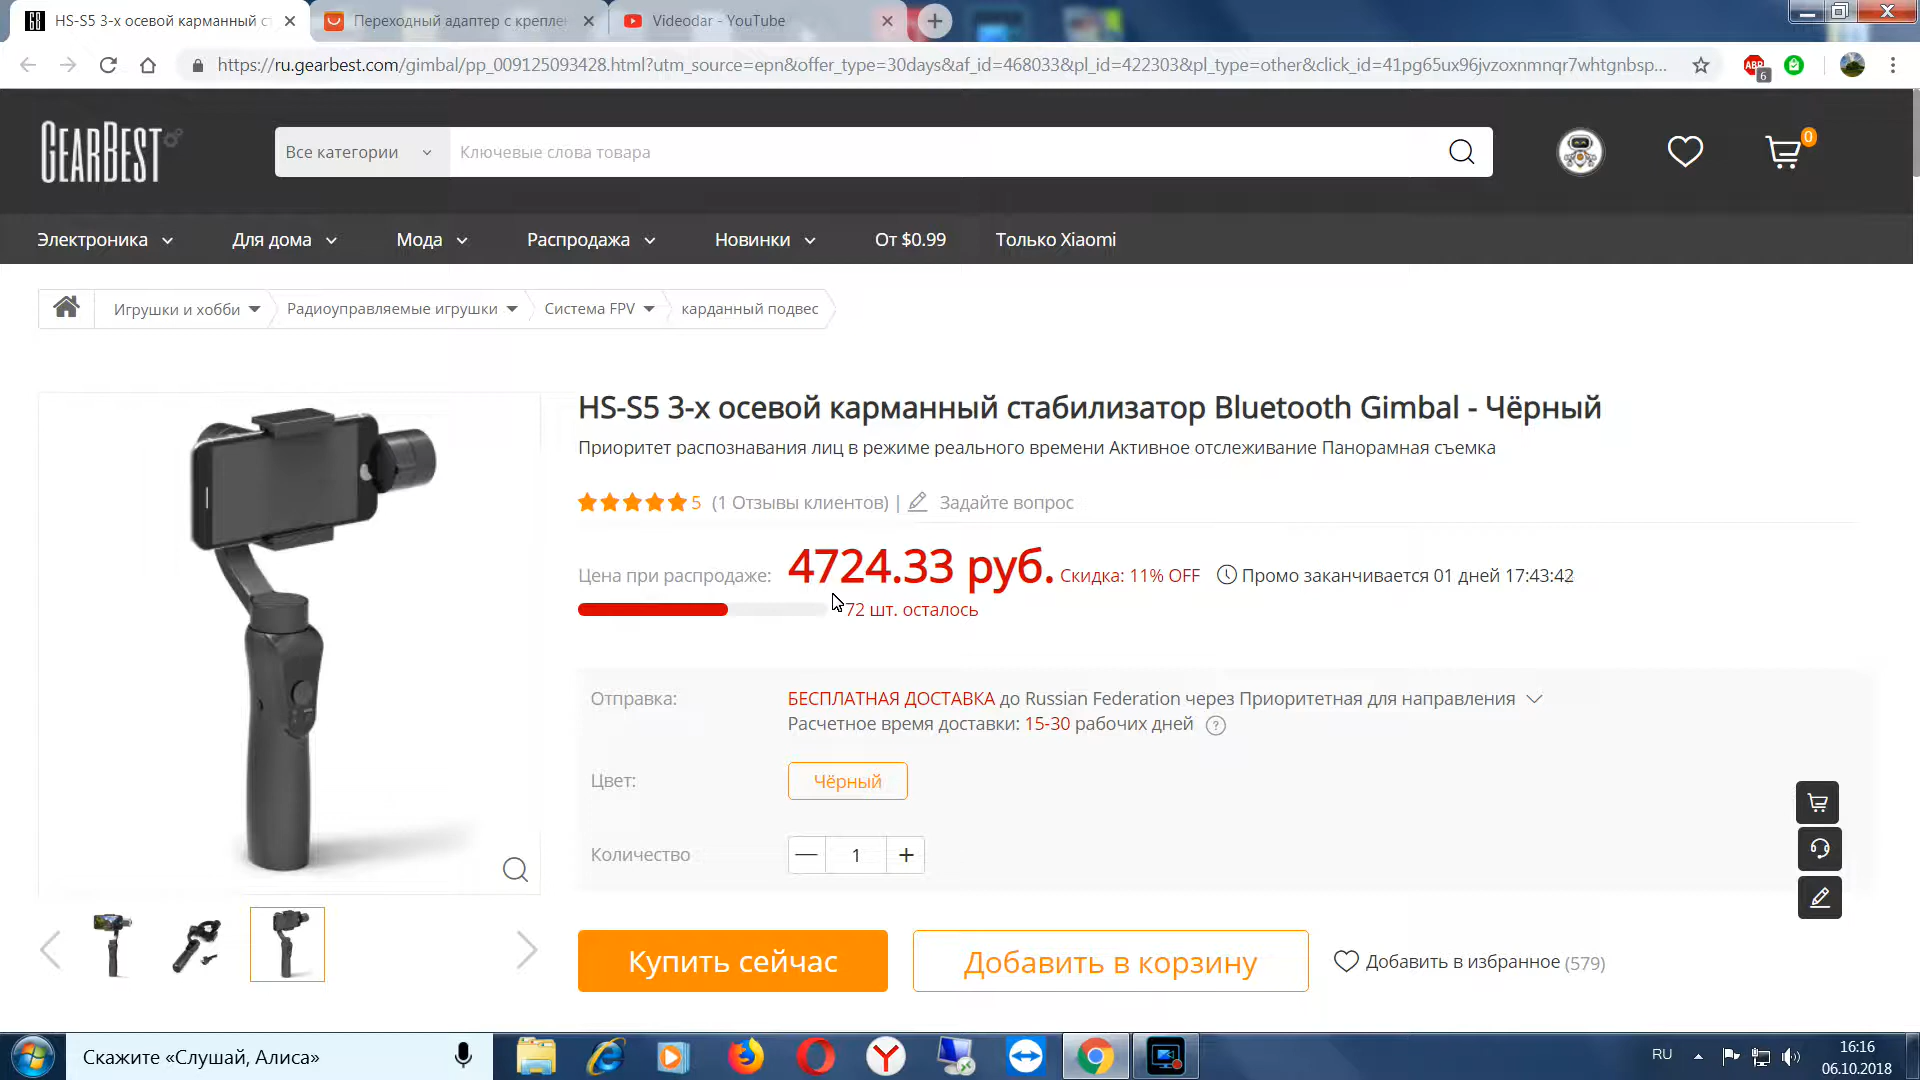 HS-S5 3-х осевой карманный ст
Переходный адаптер с крепле
Videodar - YouTube
https://ru.gearbest.com/gimbal/pp_009125093428.html?utm_source=epn&offer_type=30days&af_id=468033&pl_id=422303&pl_type=other&click_id=41pg65ux96jvzoxnmnqr7whtgnbsp...
ABP
6
GEARBEST
Все категории
Ключевые слова товара
0
Электроника
Для дома
Мода
Распродажа
Новинки
От $0.99
Только Xiaomi
Игрушки и хобби
Радиоуправляемые игрушки
Система FPV
карданный подвес
HS-S5 3-х осевой карманный стабилизатор Bluetooth Gimbal - Чёрный
Приоритет распознавания лиц в режиме реального времени Активное отслеживание Панорамная съемка
5 (1 Отзывы клиентов) | Задайте вопрос
Цена при распродаже: 4724.33 руб. Скидка: 11% OFF Промо заканчивается 01 дней 17:43:42
72 шт. осталось
Отправка: БЕСПЛАТНАЯ ДОСТАВКА до Russian Federation через Приоритетная для направления
Расчетное время доставки: 15-30 рабочих дней ?
Цвет: Чёрный
Количество 1
Купить сейчас
Добавить в корзину
Добавить в избранное (579)
Скажите «Слушай, Алиса»
RU
16:16
06.10.2018